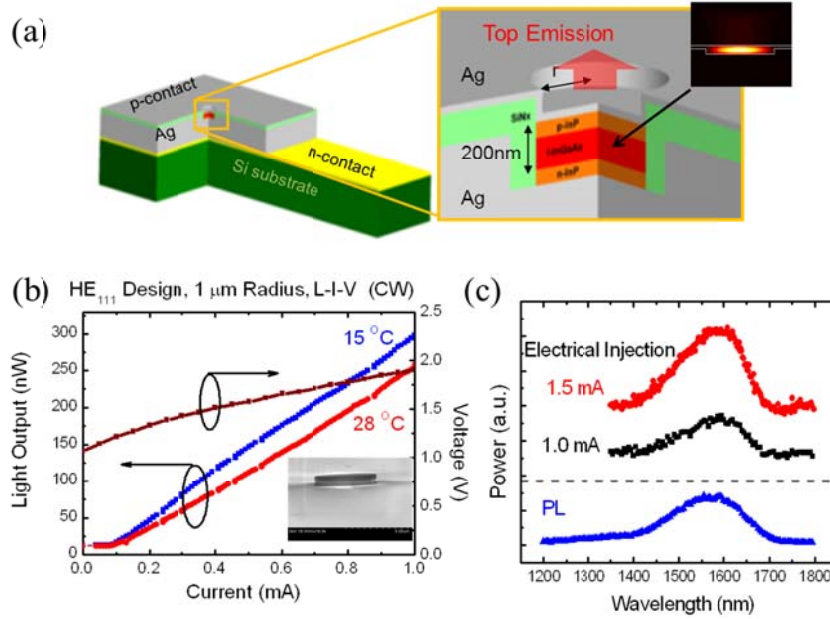 (a)
p-contact
Ag
n-contact
Si substrate
Top Emission
Ag
r
SiNx
p-InP
200nm
n-InP
Ag
(b)
HE111 Design, 1 μm Radius, L-I-V (CW)
15 °C
28 °C
Light Output (nW)
300
250
200
150
100
50
0
2.5
2.0
1.5
1.0
0.5
0.0
Voltage (V)
0.0 0.2 0.4 0.6 0.8 1.0
Current (mA)
(c)
Electrical Injection
1.5 mA
1.0 mA
PL
Power (a.u.)
1200 1300 1400 1500 1600 1700 1800
Wavelength (nm)